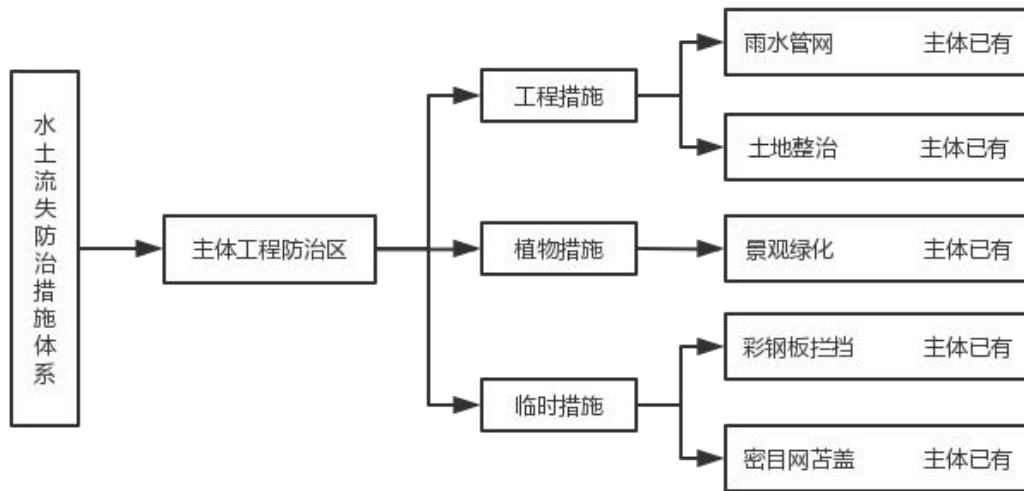 水土流失防治措施体系
主体工程防治区
工程措施
雨水管网 主体已有
土地整治 主体已有
植物措施
景观绿化 主体已有
临时措施
彩钢板拦挡 主体已有
密目网苫盖 主体已有